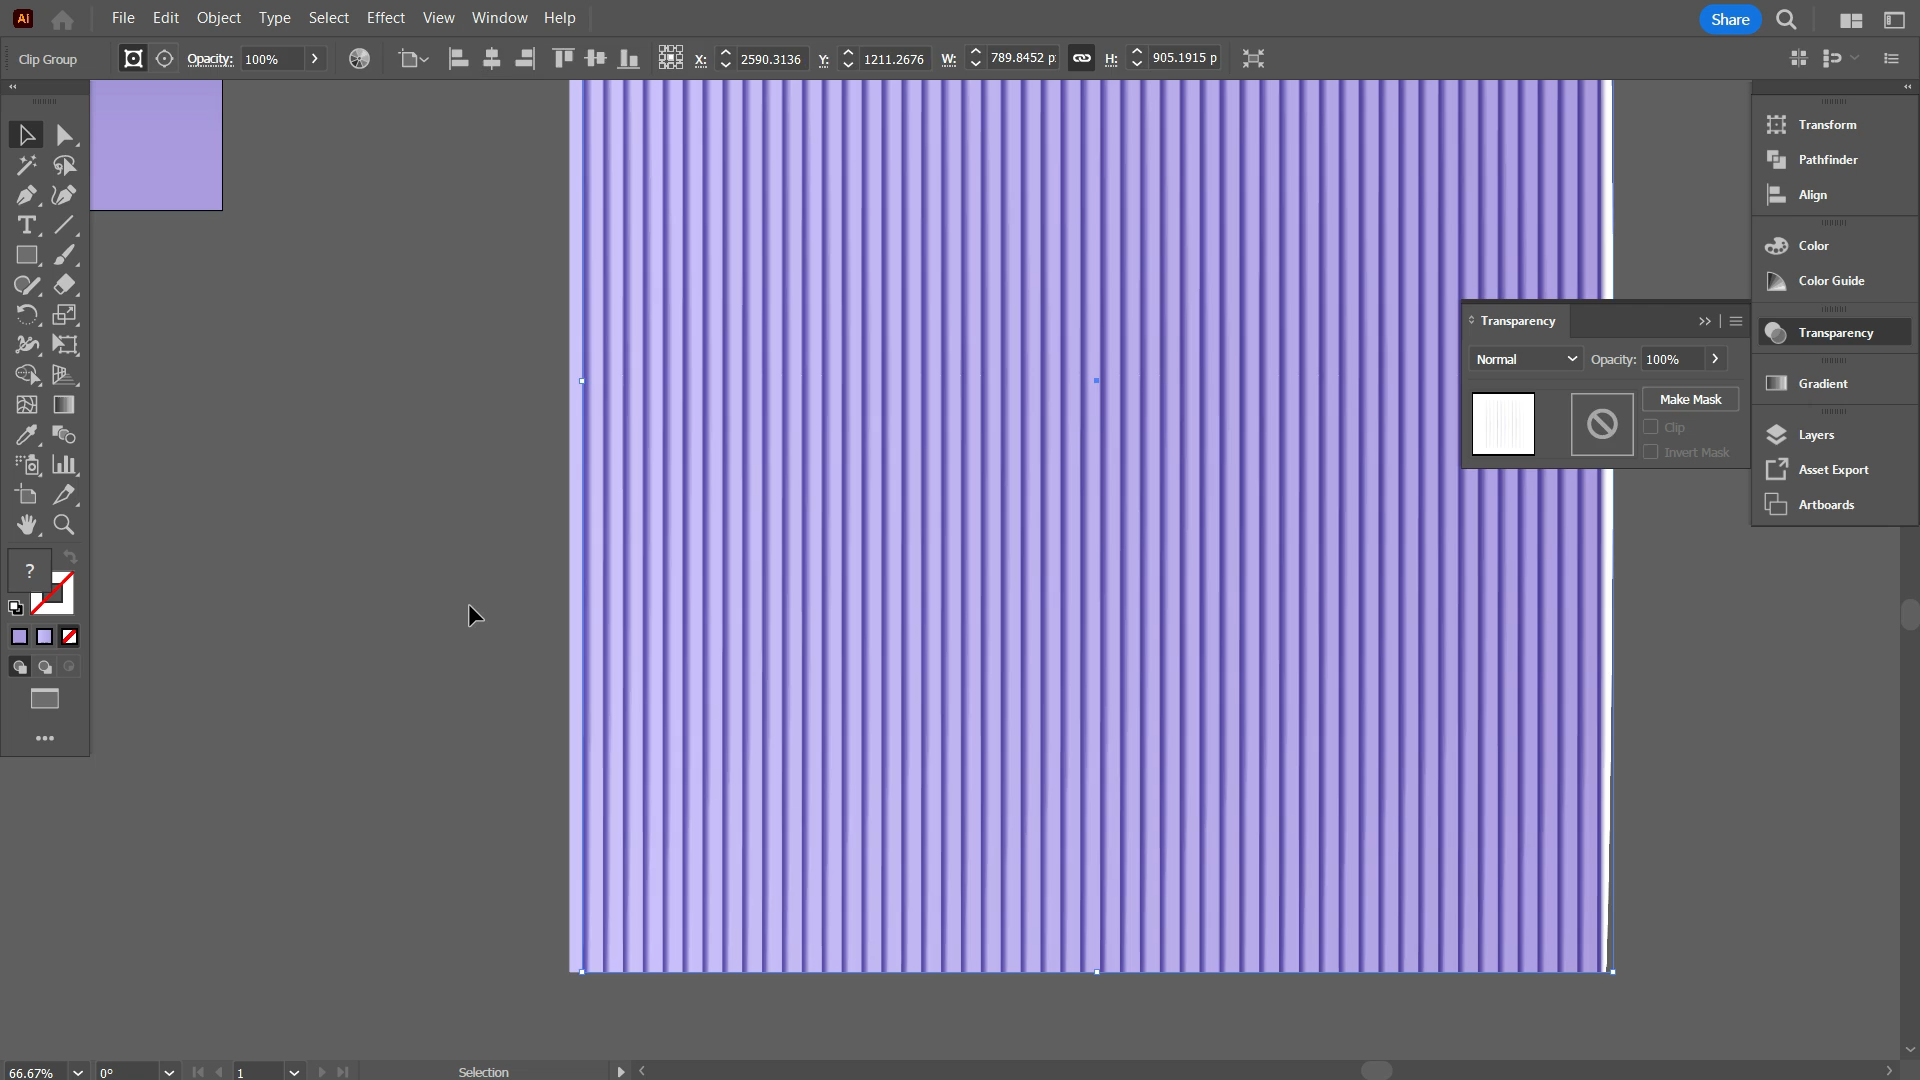 Ai File Edit Object Type Select Effect View Window Help Share
Clip Group Opacity: 100% X: 2590.3136 Y: 1211.2676 W: 789.8452 p H: 905.1915 p
Transform
Pathfinder
Align
Color
Color Guide
Transparency
Gradient
Layers
Asset Export
Artboards
Transparency
Normal Opacity: 100%
Make Mask
Clip
Invert Mask
?
66.67% 0° 1 Selection